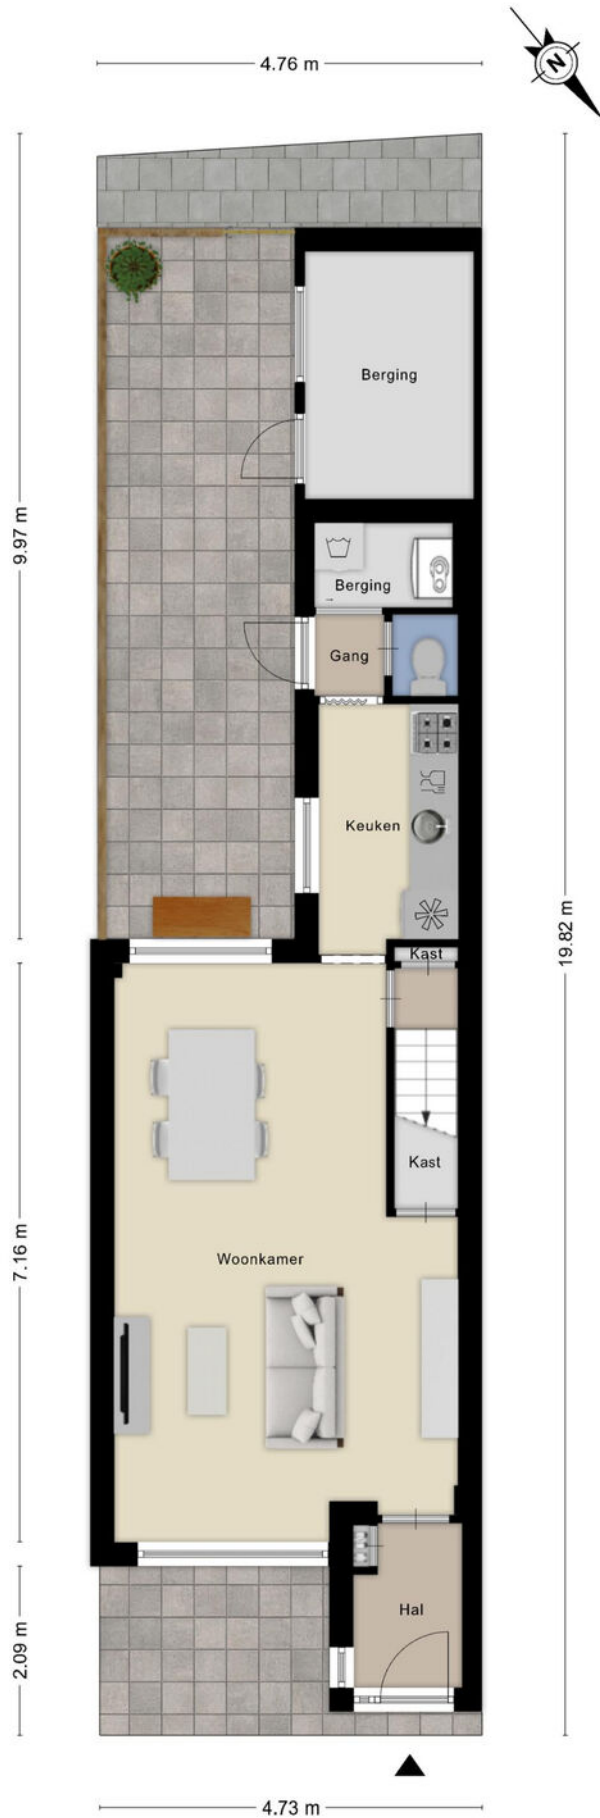 4.76 m
N
Berging
9.97 m
Berging
Gang
Keuken
19.82 m
Kast
Kast
7.16 m
Woonkamer
Hal
2.09 m
4.73 m